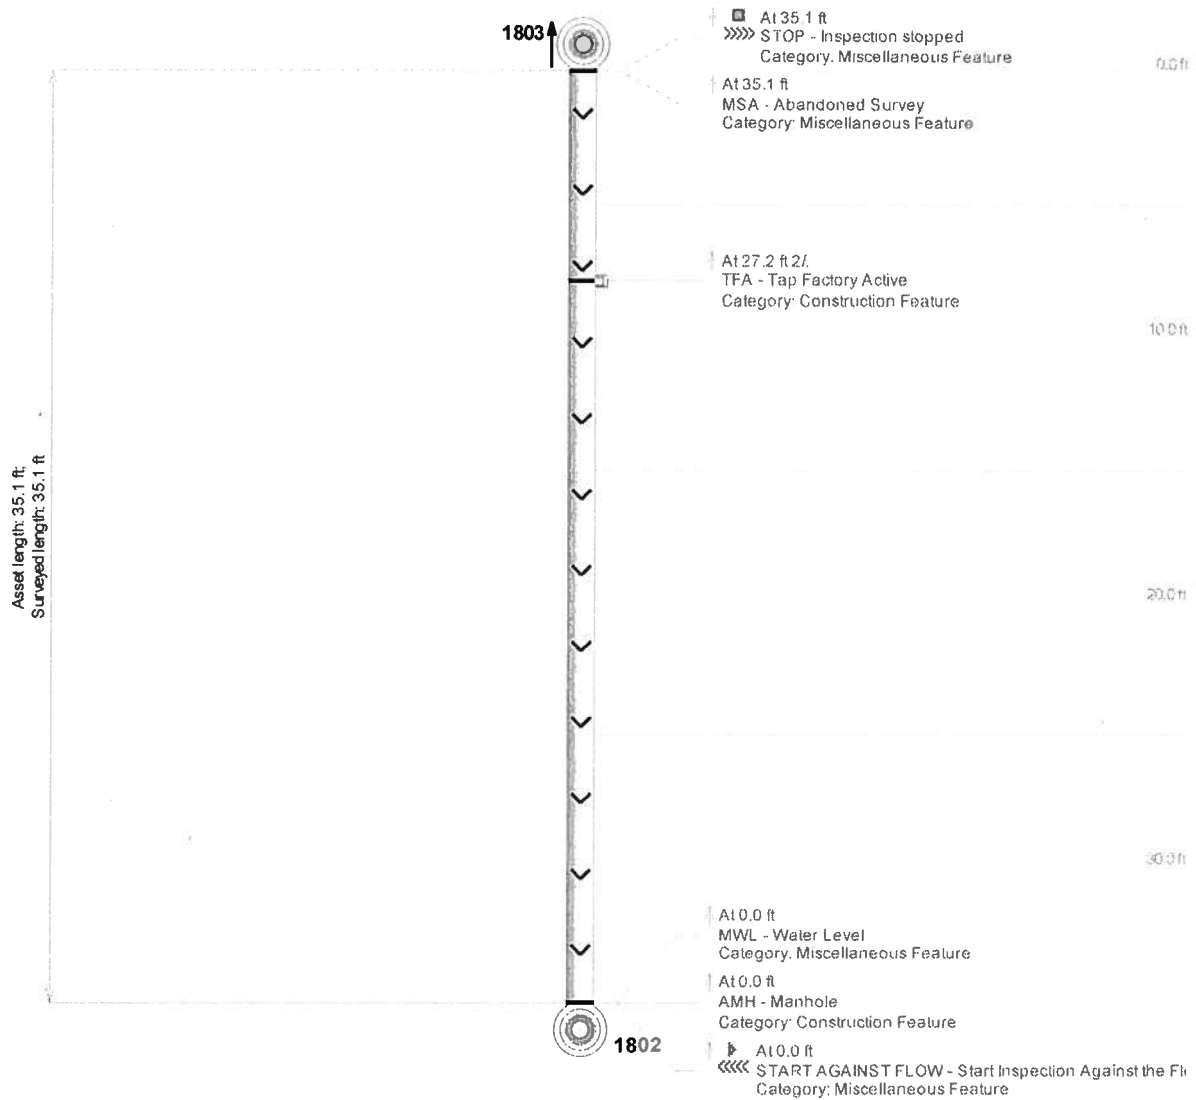 1803
At 35.1 ft
STOP - Inspection stopped
Category. Miscellaneous Feature
0.0 ft
At 35.1 ft
MSA - Abandoned Survey
Category: Miscellaneous Feature
At 27.2 ft 2/.
TFA - Tap Factory Active
Category: Construction Feature
10.0 ft
Asset length: 35.1 ft;
Surveyed length: 35.1 ft
20.0 ft
30.0 ft
At 0.0 ft
MWL - Water Level
Category. Miscellaneous Feature
At 0.0 ft
AMH - Manhole
Category: Construction Feature
1802
At 0.0 ft
START AGAINST FLOW - Start Inspection Against the Fl
Category: Miscellaneous Feature